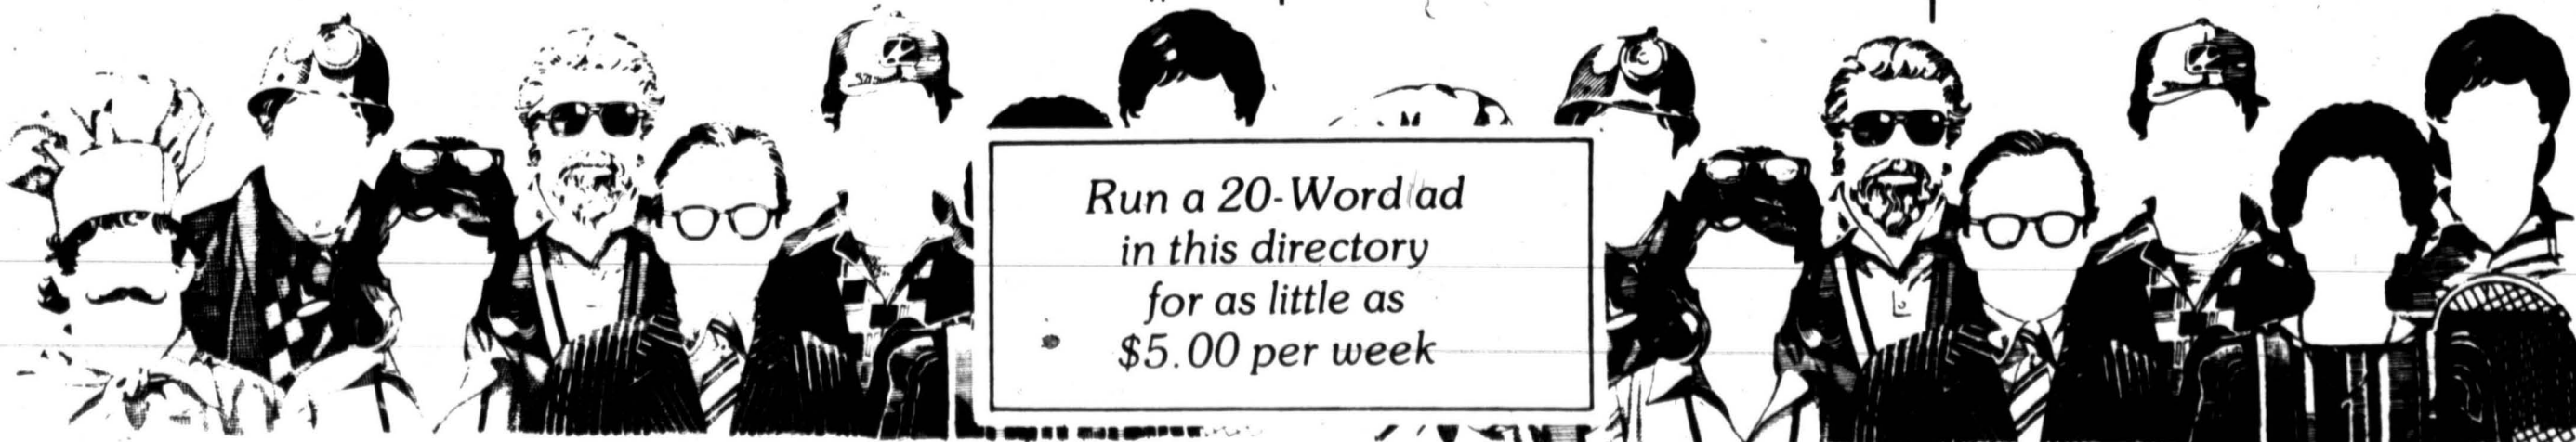 Run a 20-Word ad
in this directory
for as little as
$5.00 per week